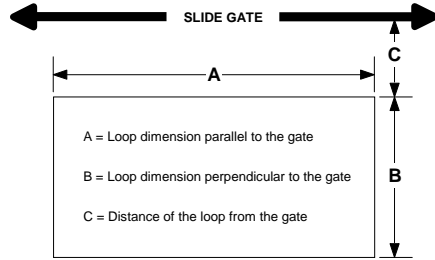 SLIDE GATE
C
A
A = Loop dimension parallel to the gate
B = Loop dimension perpendicular to the gate
B
C = Distance of the loop from the gate